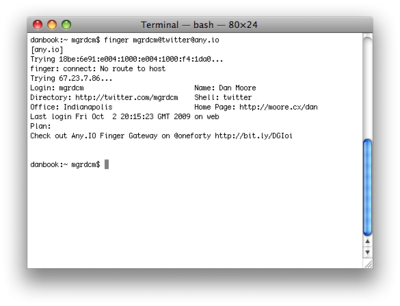 Terminal — bash — 80×24
danbook:~ mgrdcm$ finger mgrdcm@twitter@any.io
[any.io]
Trying 18be:6e91:e004:1000:e004:1000:f4:1da0...
finger: connect: No route to host
Trying 67.23.7.86...
Login: mgrdcm Name: Dan Moore
Directory: http://twitter.com/mgrdcm Shell: twitter
Office: Indianapolis Home Page: http://moore.cx/dan
Last login Fri Oct  2 20:15:23 GMT 2009 on web
Plan:
Check out Any.IO Finger Gateway on @oneforty http://bit.ly/DGIoi
danbook:~ mgrdcm$